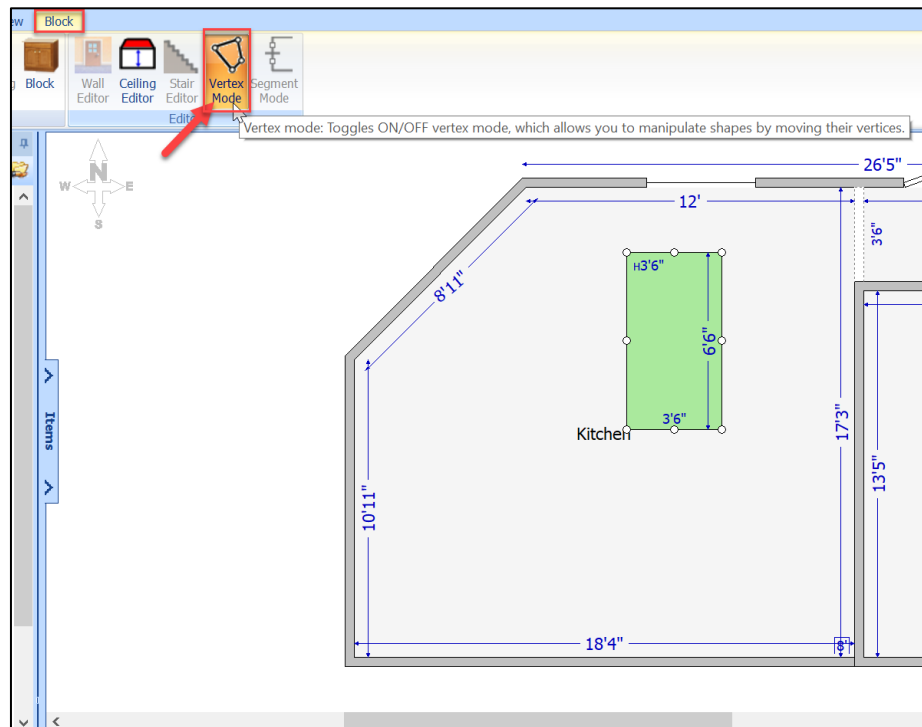 ew Block
g Block
Wall Editor
Ceiling Editor
Stair Editor
Vertex Mode
Segment Mode
Edito
Vertex mode: Toggles ON/OFF vertex mode, which allows you to manipulate shapes by moving their vertices.
N
W E
S
26'5"
12'
3'6"
8'11"
H3'6"
6'6"
3'6"
Kitchen
Items
17'3"
13'5"
10'11"
18'4"
8"